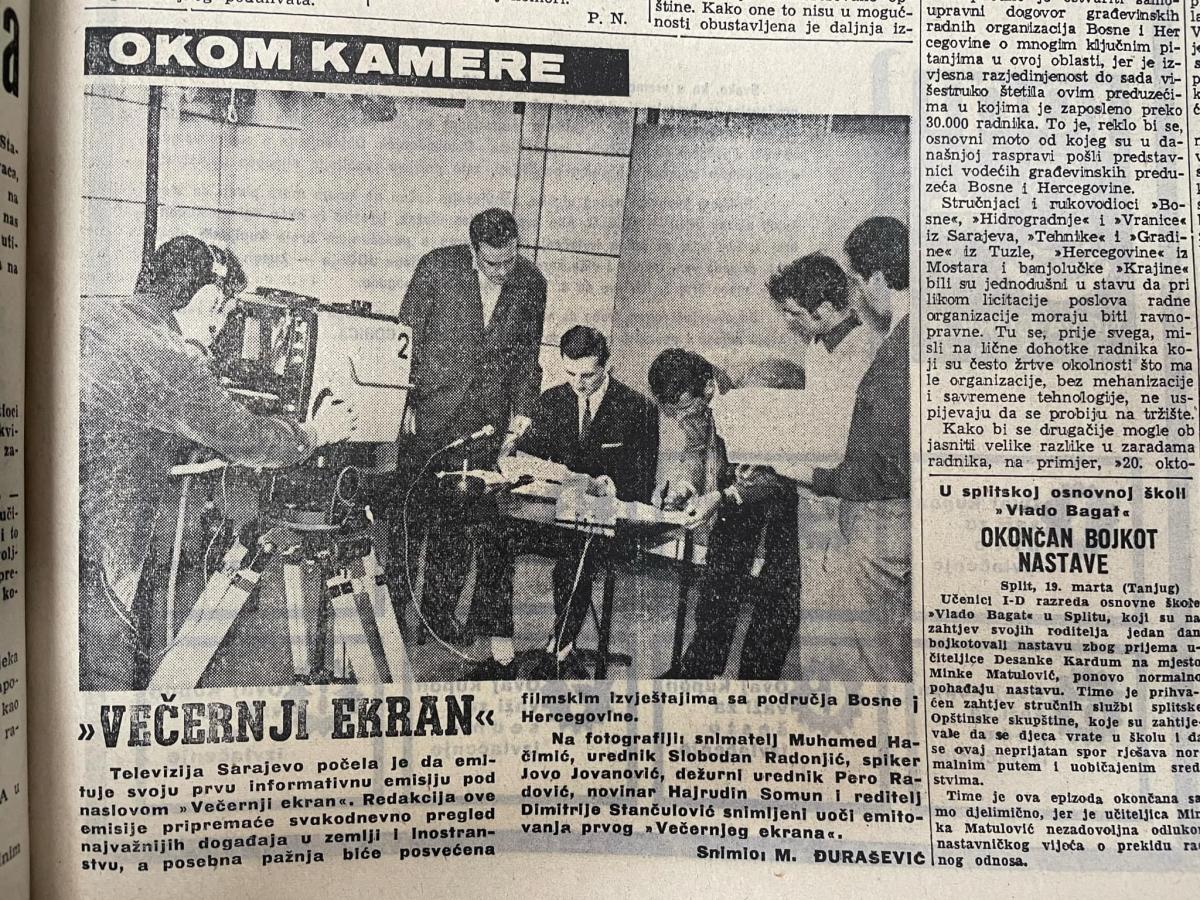 P. N.
štine. Kako one to nisu u moguć-
nosti obustavljena je daljnja iz-
OKOM KAMERE
2
»VEČERNJI EKRAN«
Televizija Sarajevo počela je da emi-
tuje svoju prvu informativnu emisiju pod
naslovom »Večernji ekran«. Redakcija ove
emisije pripremaće svakodnevno pregled
najvažnijih događaja u zemlji i inostran-
stvu, a posebna pažnja biće posvećena
filmskim izvještajima sa područja Bosne i
Hercegovine.
Na fotografiji: snimatelj Muhamed Ha-
čimić, urednik Slobodan Radonjić, spiker
Jovo Jovanović, dežurni urednik Pero Ra-
dović, novinar Hajrudin Somun i reditelj
Dimitrije Stančulović snimljeni uoči emito-
vanja prvog »Večernjeg ekrana«.
Snimio: M. ĐURAŠEVIĆ
upravni dogovor građevinskih
radnih organizacija Bosne i Her
cegovine o mnogim ključnim pi-
tanjima u ovoj oblasti, jer je iz-
vjesna razjedinjenost do sada vi-
šestruko štetila ovim preduzeći-
ma u kojima je zaposleno preko
30.000 radnika. To je, reklo bi se,
osnovni moto od kojeg su u da-
našnjoj raspravi pošli predstav-
nici vodećih građevinskih predu-
zeća Bosne i Hercegovine.
Stručnjaci i rukovodioci »Bo-
sne«, »Hidrogradnje« i »Vranice«
iz Sarajeva, »Tehnike« i »Gradi-
ne« iz Tuzle, »Hercegovine« iz
Mostara i banjolučke »Krajine«
bili su jednodušni u stavu da pri
likom licitacije poslova radne
organizacije moraju biti ravno-
pravne. Tu se, prije svega, mi-
sli na lične dohotke radnika ko-
ji su često žrtve okolnosti što ma
le organizacije, bez mehanizacije
i savremene tehnologije, ne us-
pijevaju da se probiju na tržište.
Kako bi se drugačije mogle ob
jasniti velike razlike u zaradama
radnika, na primjer, »20. okto-
U splitskoj osnovnoj školi
»Vlado Bagat«
OKONČAN BOJKOT
NASTAVE
Split, 19. marta (Tanjug)
Učenici I-D razreda osnovne škole
»Vlado Bagat« u Splitu, koji su na
zahtjev svojih roditelja jedan dan
bojkotovali nastavu zbog prijema u-
čiteljice Desanke Kardum na mjesto
Minke Matulović, ponovo normalno
pohađaju nastavu. Timo je prihva-
ćen zahtjev stručnih službi splitske
Opštinske skupštine, koje su zahtije-
vale da se djeca vrate u školu i da
se ovaj neprijatan spor rješava nor
malnim putem i uobičajenim sred
stvima.
Time je ova epizoda okončana sa
mo djelimično, jer je učiteljica Min
ka Matulović nezadovoljna odlukom
nastavničkog vijeća o prekidu rad
nog odnosa.